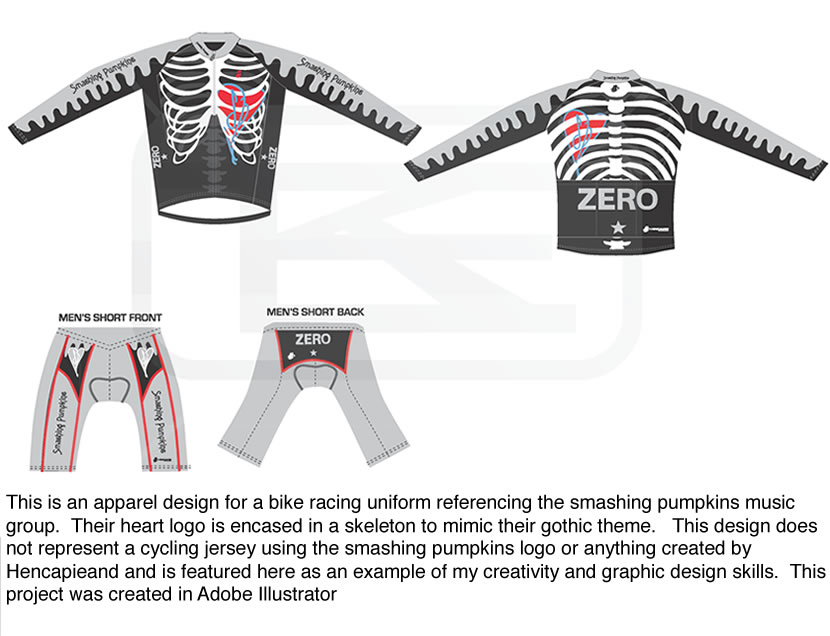 Smashing Pumpkins
Smashing Pumpkins
ZERO
ZERO
ZERO
MEN'S SHORT FRONT
MEN'S SHORT BACK
ZERO
Smashing Pumpkins
Smashing Pumpkins
This is an apparel design for a bike racing uniform referencing the smashing pumpkins music
group. Their heart logo is encased in a skeleton to mimic their gothic theme. This design does
not represent a cycling jersey using the smashing pumpkins logo or anything created by
Hencapieand and is featured here as an example of my creativity and graphic design skills. This
project was created in Adobe Illustrator